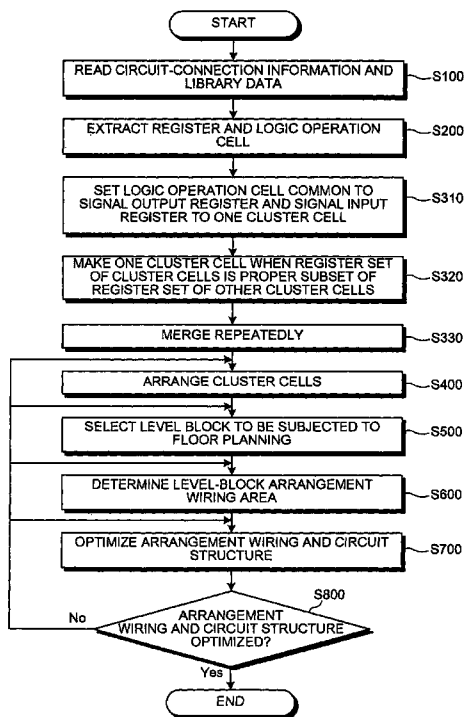 START
READ CIRCUIT-CONNECTION INFORMATION AND
LIBRARY DATA
S100
EXTRACT REGISTER AND LOGIC OPERATION
CELL
S200
SET LOGIC OPERATION CELL COMMON TO
SIGNAL OUTPUT REGISTER AND SIGNAL INPUT
REGISTER TO ONE CLUSTER CELL
S310
MAKE ONE CLUSTER CELL WHEN REGISTER SET
OF CLUSTER CELLS IS PROPER SUBSET OF
REGISTER SET OF OTHER CLUSTER CELLS
S320
MERGE REPEATEDLY
S330
ARRANGE CLUSTER CELLS
S400
SELECT LEVEL BLOCK TO BE SUBJECTED TO
FLOOR PLANNING
S500
DETERMINE LEVEL-BLOCK ARRANGEMENT
WIRING AREA
S600
OPTIMIZE ARRANGEMENT WIRING AND CIRCUIT
STRUCTURE
S700
S800
ARRANGEMENT
WIRING AND CIRCUIT STRUCTURE
OPTIMIZED?
No
Yes
END